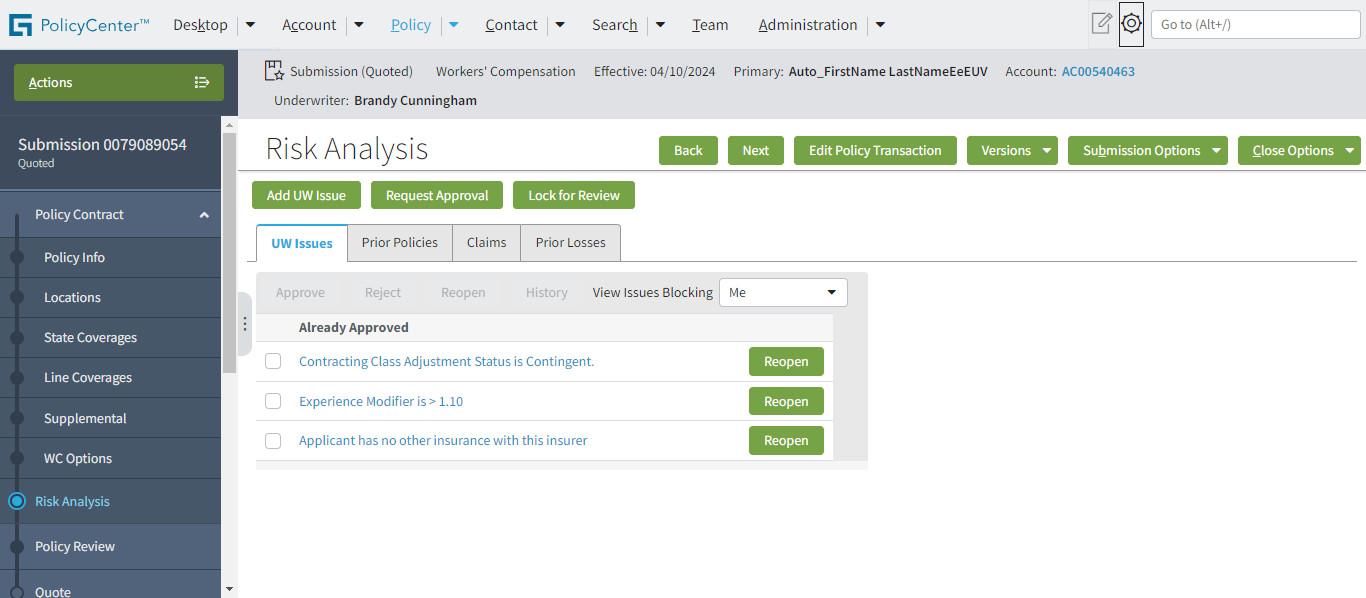 PolicyCenter™ Desktop Account Policy Contact Search Team Administration Go to (Alt+/)
Actions
Submission (Quoted) Workers' Compensation Effective: 04/10/2024 Primary: Auto_FirstName LastNameEeEUV Account: AC00540463
Underwriter: Brandy Cunningham
Submission 0079089054
Quoted
Policy Contract
Policy Info
Locations
State Coverages
Line Coverages
Supplemental
WC Options
Risk Analysis
Policy Review
Quote
Risk Analysis Back Next Edit Policy Transaction Versions Submission Options Close Options
Add UW Issue Request Approval Lock for Review
UW Issues Prior Policies Claims Prior Losses
Approve Reject Reopen History View Issues Blocking Me
Already Approved
Contracting Class Adjustment Status is Contingent. Reopen
Experience Modifier is > 1.10 Reopen
Applicant has no other insurance with this insurer Reopen